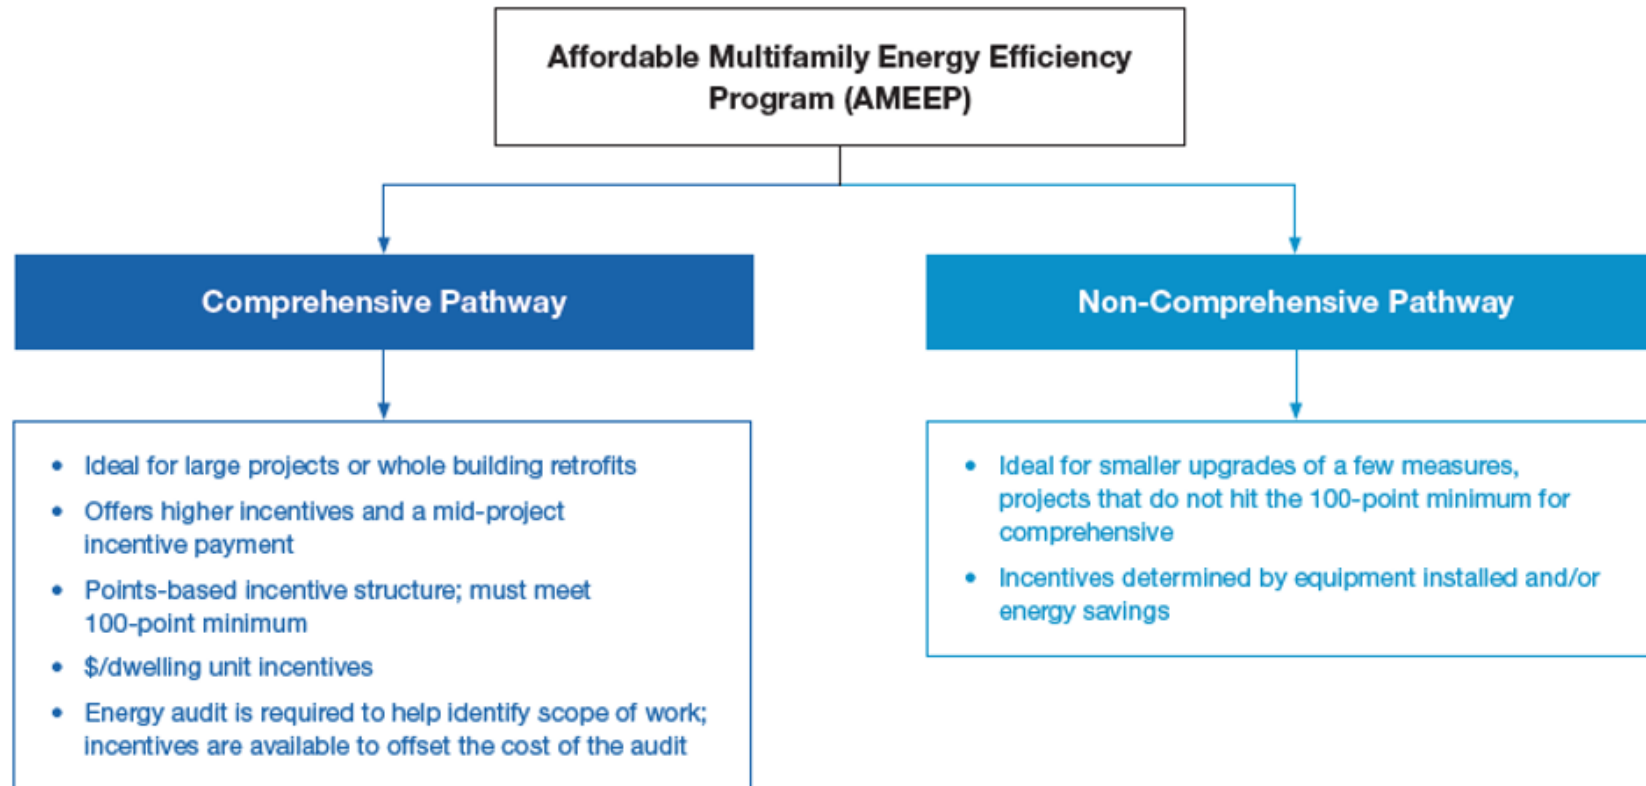 Affordable Multifamily Energy Efficiency
Program (AMEEP)
Comprehensive Pathway
• Ideal for large projects or whole building retrofits
• Offers higher incentives and a mid-project
incentive payment
• Points-based incentive structure; must meet
100-point minimum
• $/dwelling unit incentives
• Energy audit is required to help identify scope of work;
incentives are available to offset the cost of the audit
Non-Comprehensive Pathway
• Ideal for smaller upgrades of a few measures,
projects that do not hit the 100-point minimum for
comprehensive
• Incentives determined by equipment installed and/or
energy savings